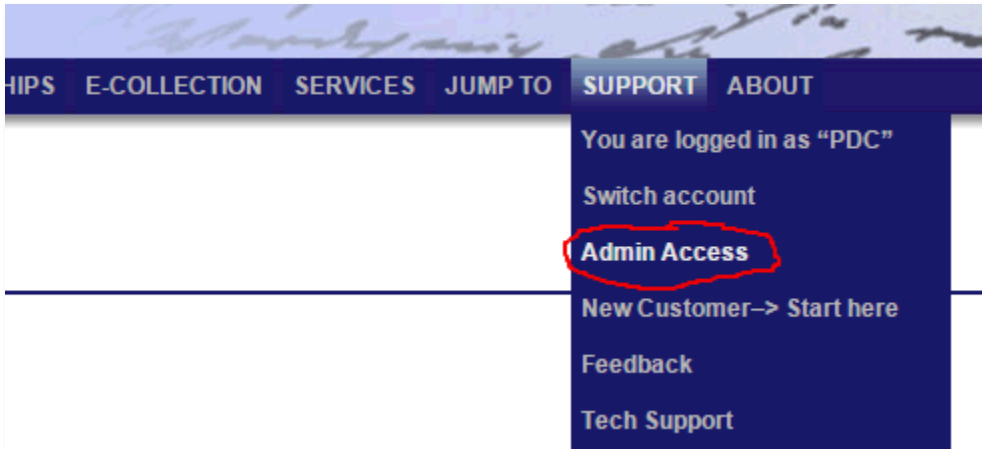 HIPS E-COLLECTION SERVICES JUMP TO SUPPORT ABOUT
You are logged in as “PDC”
Switch account
Admin Access
New Customer–> Start here
Feedback
Tech Support